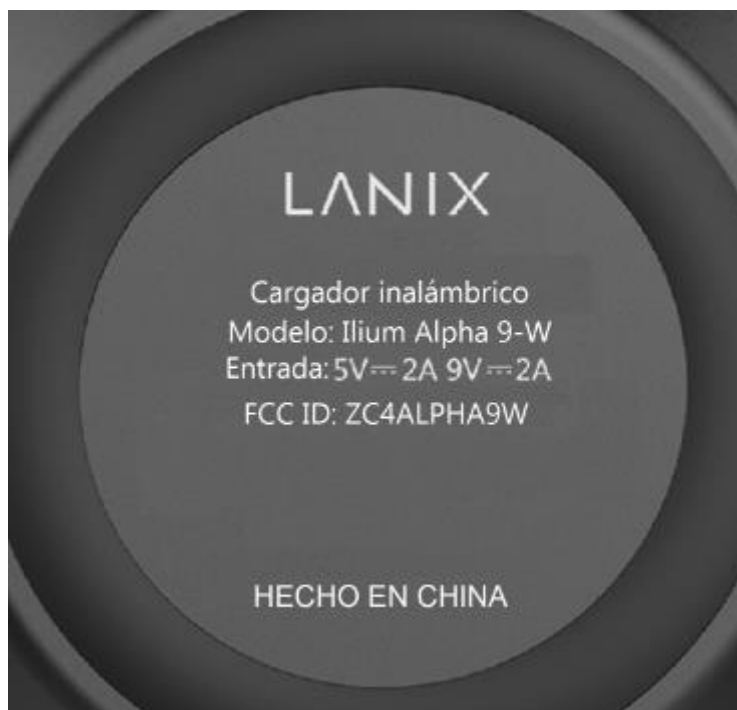 LANIX
Cargador inalámbrico
Modelo: Ilium Alpha 9-W
Entrada: 5V⎓2A 9V⎓2A
FCC ID: ZC4ALPHA9W
HECHO EN CHINA